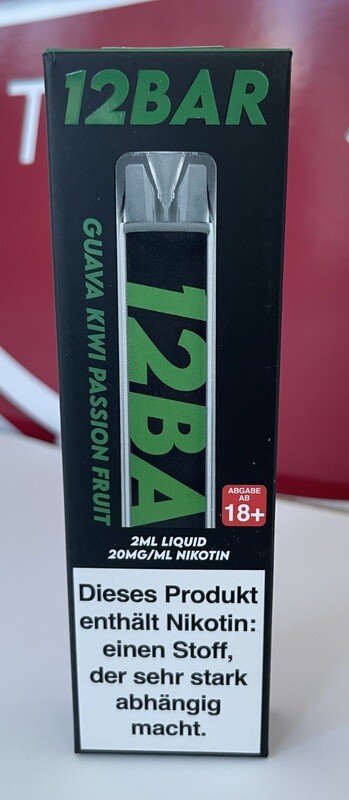 12BAR
GUAVA KIWI PASSION FRUIT
12BA
ABGABE
AB
18+
2ML LIQUID
20MG/ML NIKOTIN
Dieses Produkt
enthält Nikotin:
einen Stoff,
der sehr stark
abhängig
macht.